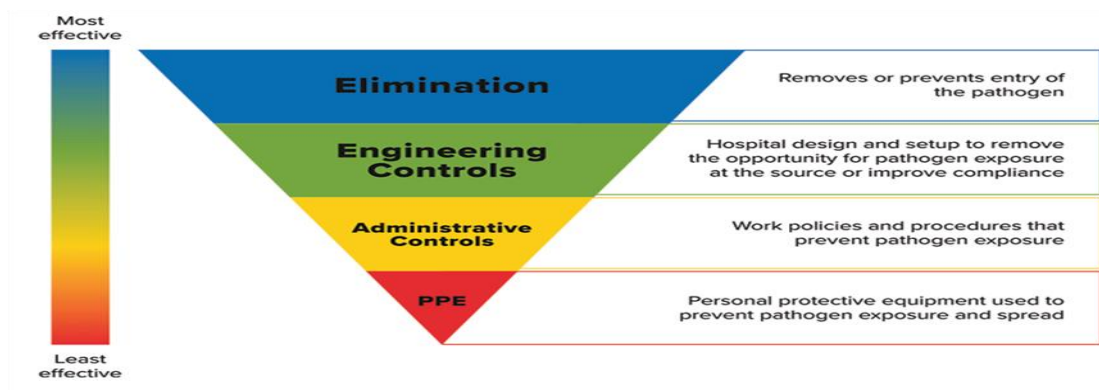 Most
effective
Elimination
Removes or prevents entry of
the pathogen
Engineering
Controls
Hospital design and setup to remove
the opportunity for pathogen exposure
at the source or improve compliance
Administrative
Controls
Work policies and procedures that
prevent pathogen exposure
PPE
Personal protective equipment used to
prevent pathogen exposure and spread
Least
effective